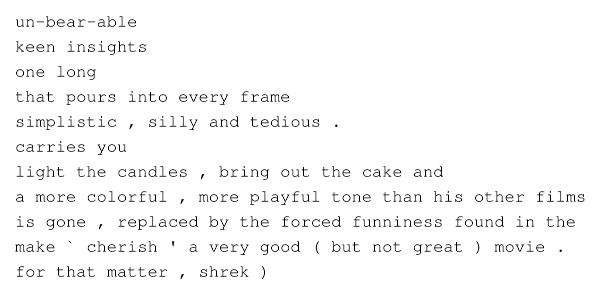 un-bear-able
keen insights
one long
that pours into every frame
simplistic , silly and tedious .
carries you
light the candles , bring out the cake and
a more colorful , more playful tone than his other films
is gone , replaced by the forced funniness found in the
make ` cherish ' a very good ( but not great ) movie .
for that matter , shrek )